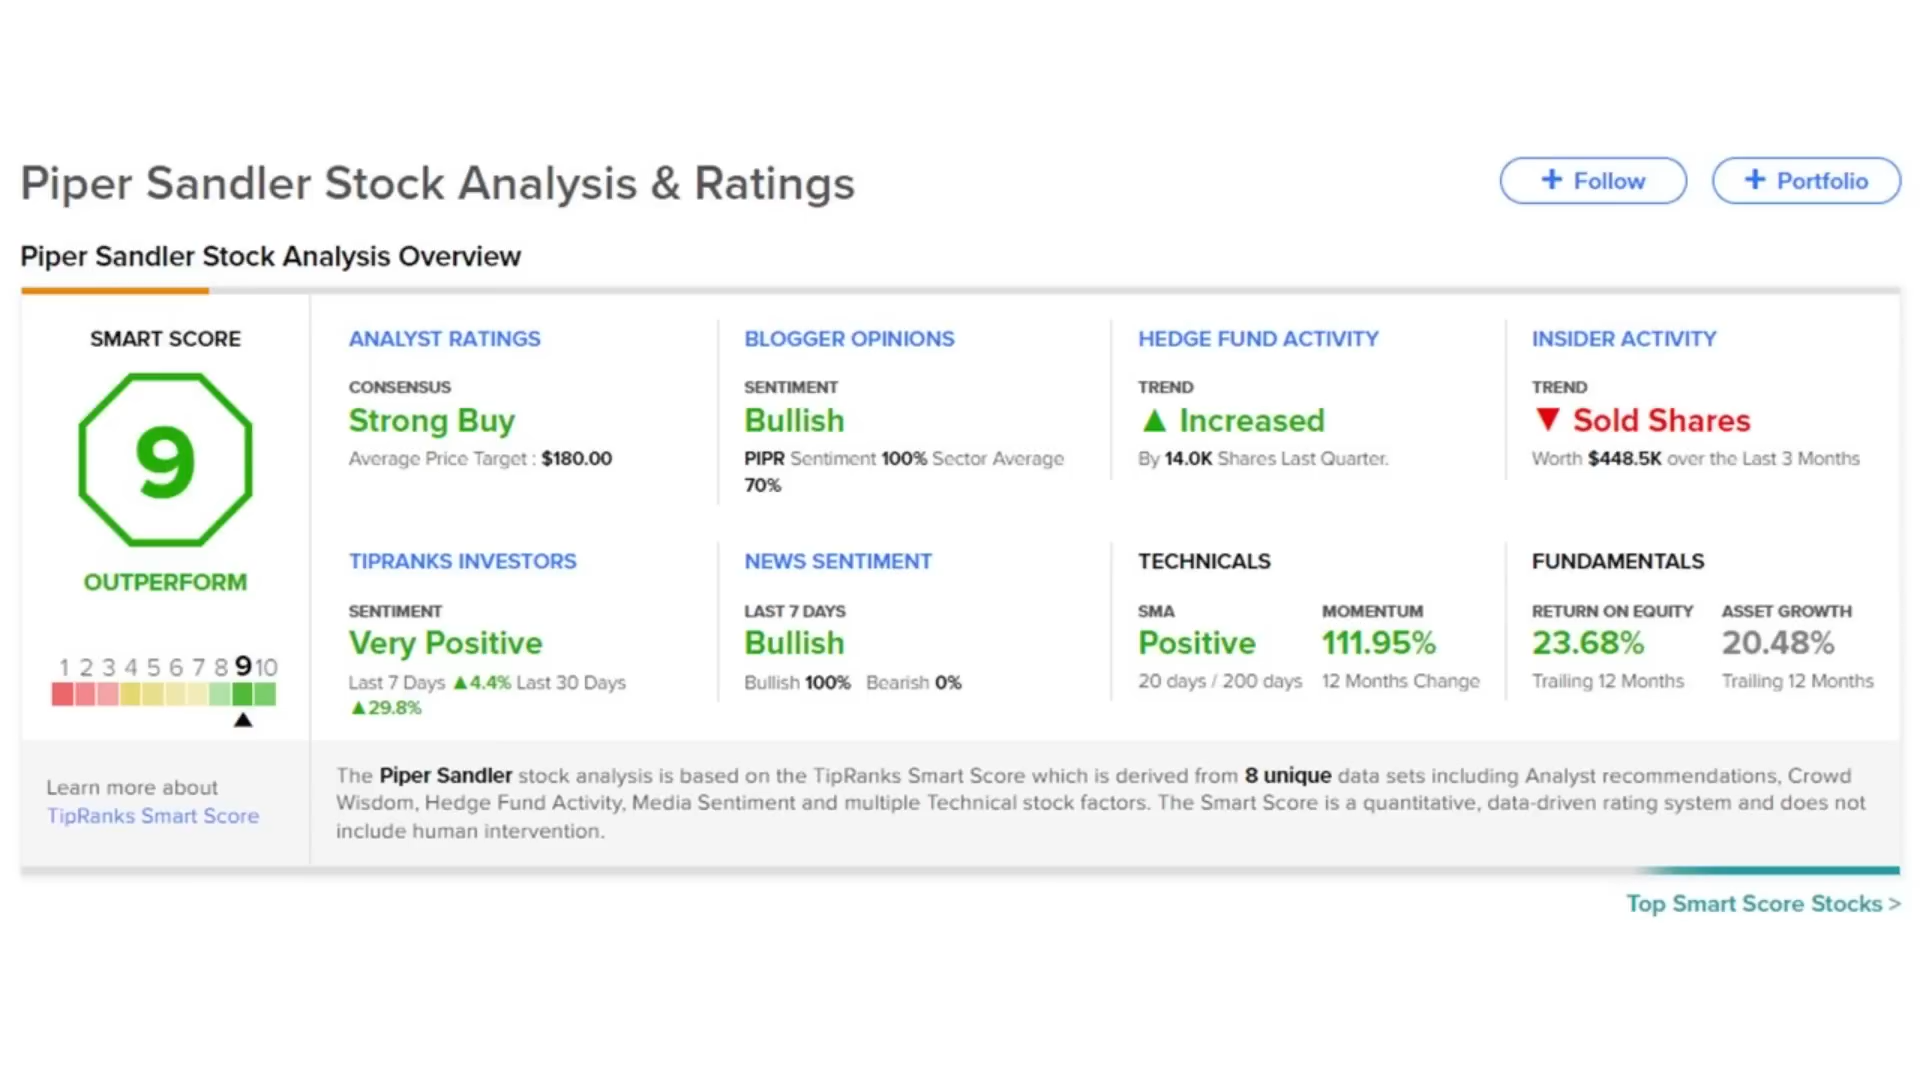 Piper Sandler Stock Analysis & Ratings
+ Follow
+ Portfolio
Piper Sandler Stock Analysis Overview
SMART SCORE
9
OUTPERFORM
1 2 3 4 5 6 7 8 9 10
Learn more about
TipRanks Smart Score
ANALYST RATINGS
CONSENSUS
Strong Buy
Average Price Target : $180.00
BLOGGER OPINIONS
SENTIMENT
Bullish
PIPR Sentiment 100% Sector Average
70%
HEDGE FUND ACTIVITY
TREND
▲ Increased
By 14.0K Shares Last Quarter.
INSIDER ACTIVITY
TREND
▼ Sold Shares
Worth $448.5K over the Last 3 Months
TIPRANKS INVESTORS
SENTIMENT
Very Positive
Last 7 Days ▲4.4% Last 30 Days
▲29.8%
NEWS SENTIMENT
LAST 7 DAYS
Bullish
Bullish 100% Bearish 0%
TECHNICALS
SMA
Positive
20 days / 200 days
MOMENTUM
111.95%
12 Months Change
FUNDAMENTALS
RETURN ON EQUITY
23.68%
Trailing 12 Months
ASSET GROWTH
20.48%
Trailing 12 Months
The Piper Sandler stock analysis is based on the TipRanks Smart Score which is derived from 8 unique data sets including Analyst recommendations, Crowd
Wisdom, Hedge Fund Activity, Media Sentiment and multiple Technical stock factors. The Smart Score is a quantitative, data-driven rating system and does not
include human intervention.
Top Smart Score Stocks >